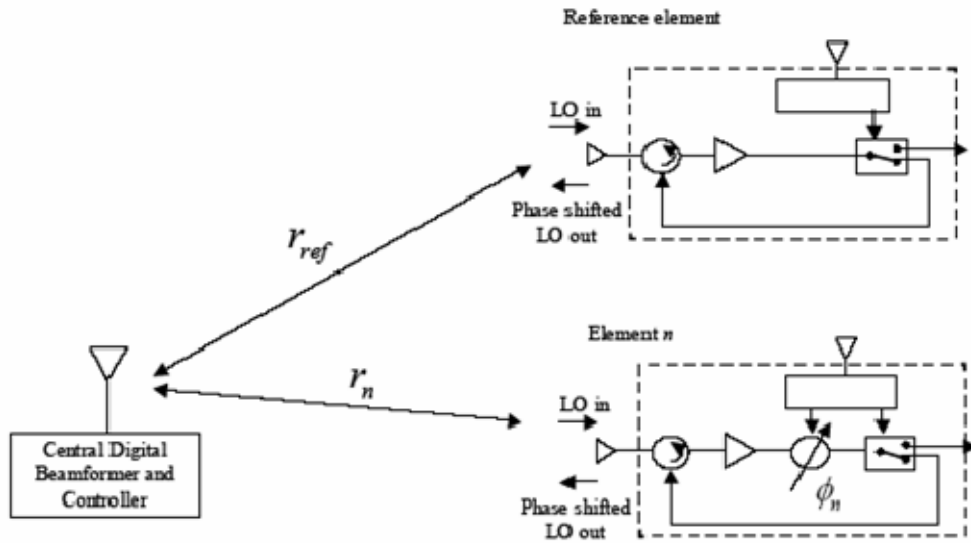 Reference element
LO in
Phase shifted
LO out
r_ref
Element n
r_n
LO in
Central Digital
Beamformer and
Controller
Phase shifted
LO out
ϕ_n